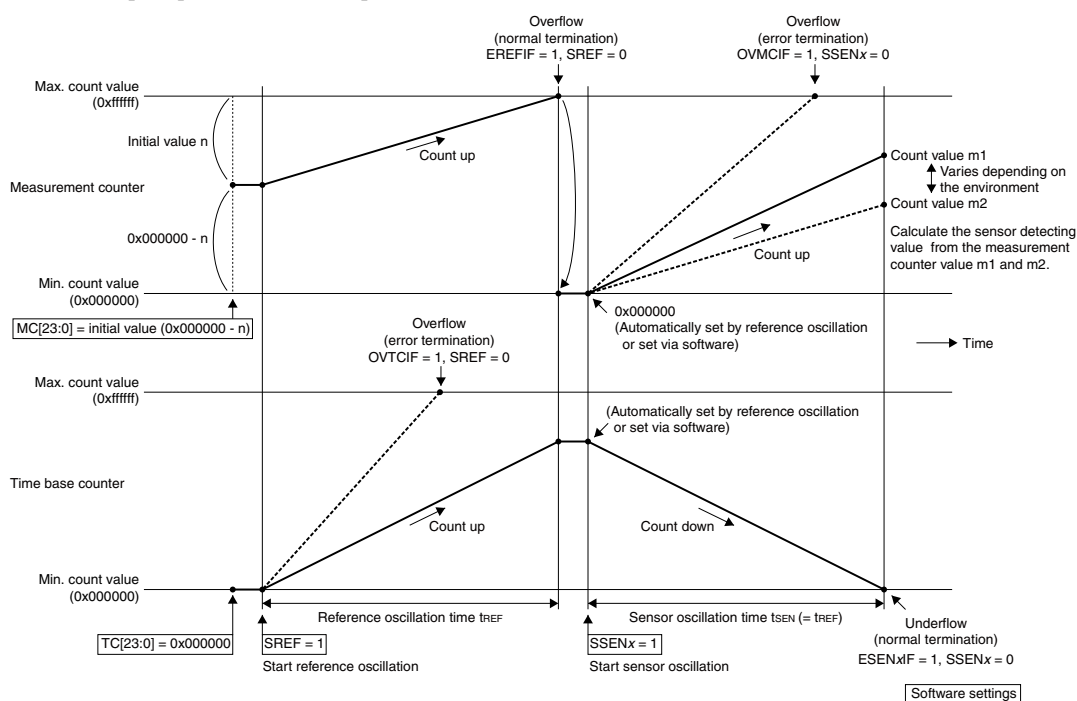 Overflow
(normal termination)
EREFIF = 1, SREF = 0
Overflow
(error termination)
OVMCIF = 1, SSENx = 0
Max. count value
(0xffffff)
Initial value n
Count up
Measurement counter
0x000000 - n
Count value m1
Varies depending on
the environment
Count value m2
Calculate the sensor detecting
value from the measurement
counter value m1 and m2.
Count up
Min. count value
(0x000000)
MC[23:0] = initial value (0x000000 - n)
0x000000
(Automatically set by reference oscillation
or set via software)
Time
Overflow
(error termination)
OVTCIF = 1, SREF = 0
Max. count value
(0xffffff)
(Automatically set by reference oscillation
or set via software)
Time base counter
Count up
Count down
Min. count value
(0x000000)
Reference oscillation time tREF
Sensor oscillation time tSEN (= tREF)
TC[23:0] = 0x000000
SREF = 1
Start reference oscillation
SSENx = 1
Start sensor oscillation
Underflow
(normal termination)
ESENxIF = 1, SSENx = 0
Software settings